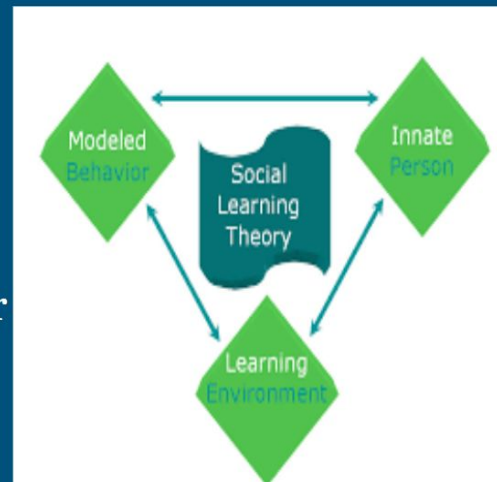 Modeled
Behavior
Innate
Person
Social
Learning
Theory
r
Learning
Environment